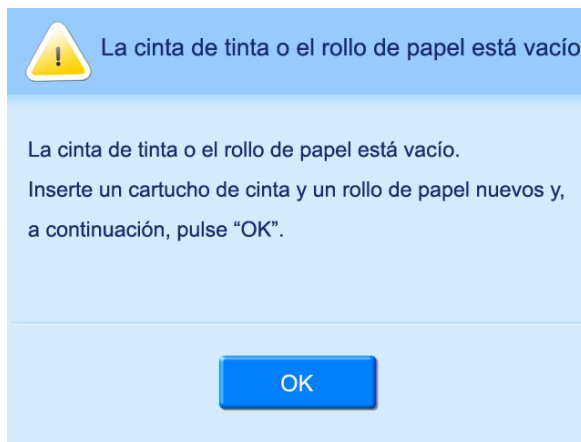 La cinta de tinta o el rollo de papel está vacío
La cinta de tinta o el rollo de papel está vacío.
Inserte un cartucho de cinta y un rollo de papel nuevos y,
a continuación, pulse “OK”.
OK